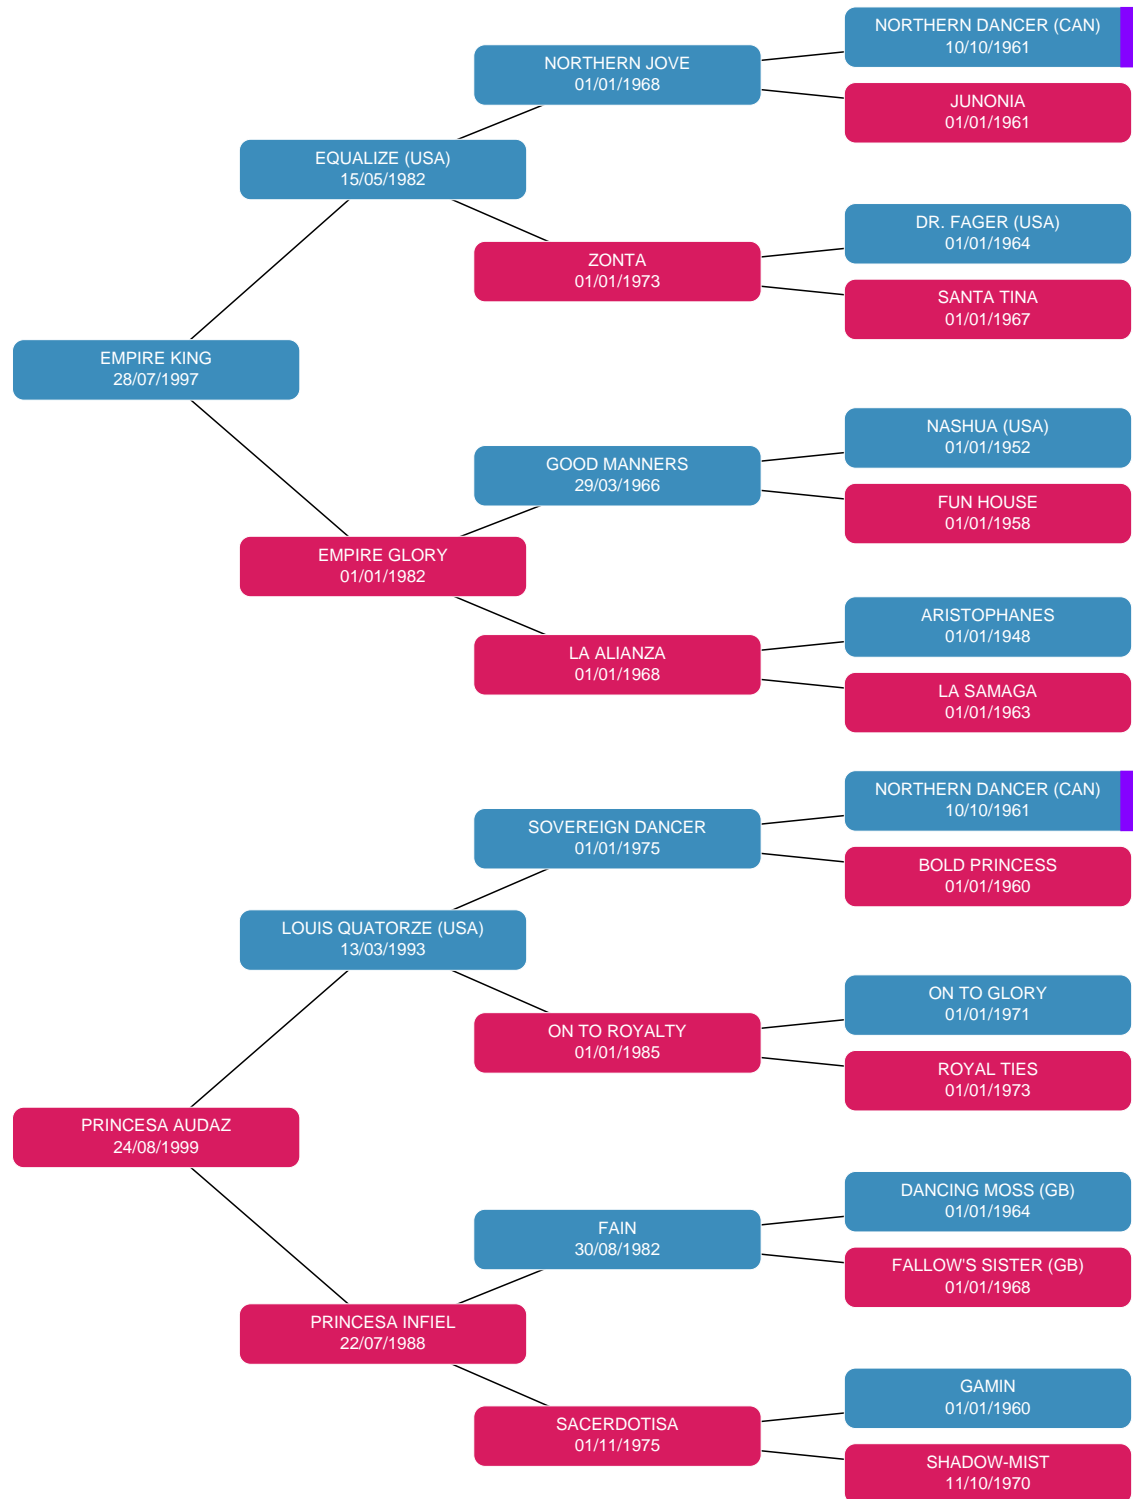 NORTHERN DANCER (CAN)
10/10/1961
NORTHERN JOVE
01/01/1968
JUNONIA
01/01/1961
EQUALIZE (USA)
15/05/1982
DR. FAGER (USA)
01/01/1964
ZONTA
01/01/1973
SANTA TINA
01/01/1967
EMPIRE KING
28/07/1997
NASHUA (USA)
01/01/1952
GOOD MANNERS
29/03/1966
FUN HOUSE
01/01/1958
EMPIRE GLORY
01/01/1982
ARISTOPHANES
01/01/1948
LA ALIANZA
01/01/1968
LA SAMAGA
01/01/1963
NORTHERN DANCER (CAN)
10/10/1961
SOVEREIGN DANCER
01/01/1975
BOLD PRINCESS
01/01/1960
LOUIS QUATORZE (USA)
13/03/1993
ON TO GLORY
01/01/1971
ON TO ROYALTY
01/01/1985
ROYAL TIES
01/01/1973
PRINCESA AUDAZ
24/08/1999
DANCING MOSS (GB)
01/01/1964
FAIN
30/08/1982
FALLOW'S SISTER (GB)
01/01/1968
PRINCESA INFIEL
22/07/1988
GAMIN
01/01/1960
SACERDOTISA
01/11/1975
SHADOW-MIST
11/10/1970